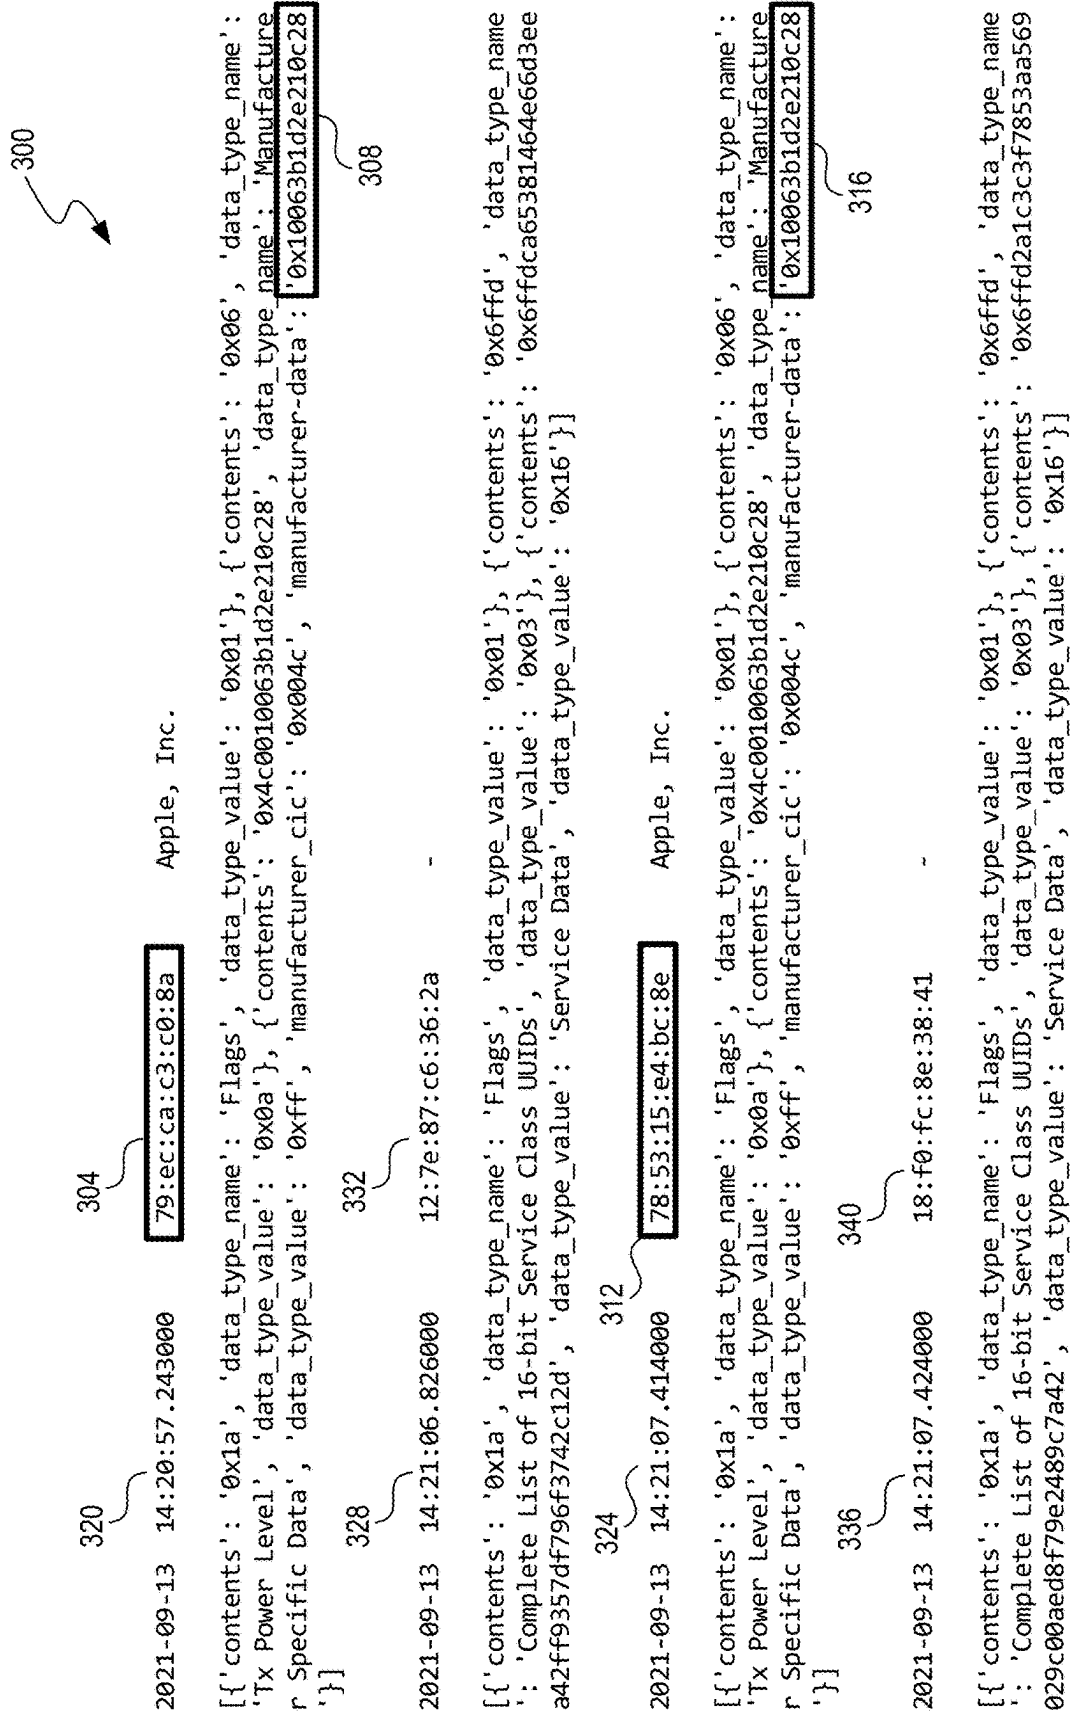 300
320
304
2021-09-13 14:20:57.243000 79:ec:ca:c3:c0:8a Apple, Inc.
[{'contents': '0x1a', 'data_type_name': 'Flags', 'data_type_value': '0x01'}, {'contents': '0x06', 'data_type_name':
'Tx Power Level', 'data_type_value': '0x0a'}, {'contents': '0x4c0010063b1d2e210c28', 'data_type_name': 'Manufacture
r Specific Data', 'data_type_value': '0xff', 'manufacturer_cic': '0x004c', 'manufacturer-data': '0x10063b1d2e210c28
'}]
308
328
332
2021-09-13 14:21:06.826000 12:7e:87:c6:36:2a -
[{'contents': '0x1a', 'data_type_name': 'Flags', 'data_type_value': '0x01'}, {'contents': '0x6ffd', 'data_type_name
': 'Complete List of 16-bit Service Class UUIDs', 'data_type_value': '0x03'}, {'contents': '0x6ffdca65381464e66d3ee
a42ff9357df796f3742c12d', 'data_type_value': 'Service Data', 'data_type_value': '0x16'}]
324
312
2021-09-13 14:21:07.414000 78:53:15:e4:bc:8e Apple, Inc.
[{'contents': '0x1a', 'data_type_name': 'Flags', 'data_type_value': '0x01'}, {'contents': '0x06', 'data_type_name':
'Tx Power Level', 'data_type_value': '0x0a'}, {'contents': '0x4c0010063b1d2e210c28', 'data_type_name': 'Manufacture
r Specific Data', 'data_type_value': '0xff', 'manufacturer_cic': '0x004c', 'manufacturer-data': '0x10063b1d2e210c28
'}]
316
336
340
2021-09-13 14:21:07.424000 18:f0:fc:8e:38:41 -
[{'contents': '0x1a', 'data_type_name': 'Flags', 'data_type_value': '0x01'}, {'contents': '0x6ffd', 'data_type_name
': 'Complete List of 16-bit Service Class UUIDs', 'data_type_value': '0x03'}, {'contents': '0x6ffd2a1c3c3f7853aa569
029c00aed8f79e2489c7a42', 'data_type_value': 'Service Data', 'data_type_value': '0x16'}]